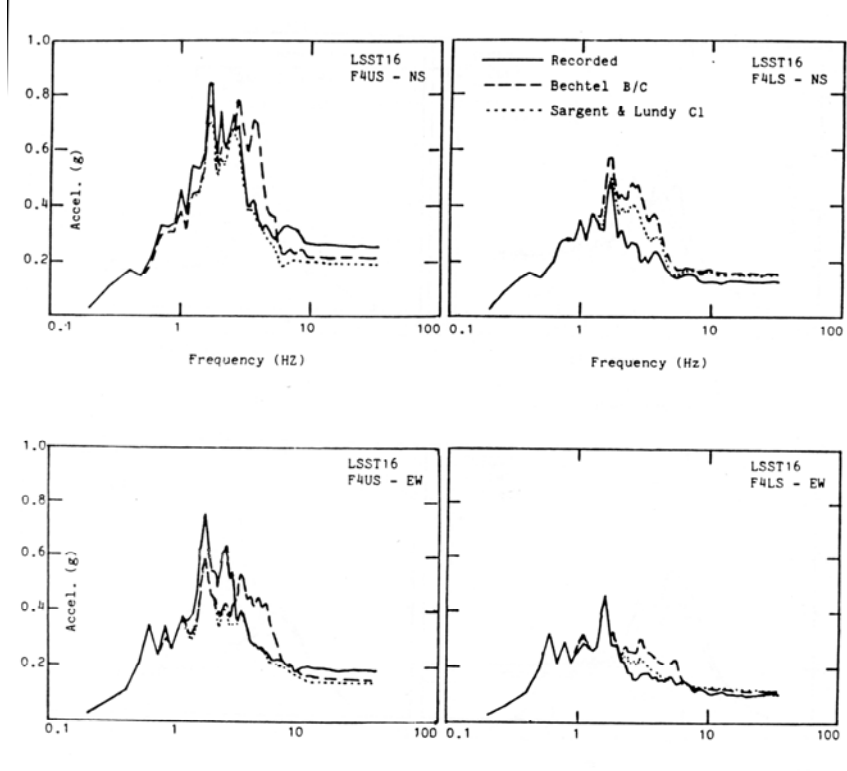 1.0
LSST16
F4US - NS
0.8
0.6
Accel. (g)
0.4
0.2
0.1 1 10 100
Frequency (HZ)
Recorded
LSST16
Bechtel B/C
F4LS - NS
Sargent & Lundy C1
0.1 1 10 100
Frequency (Hz)
1.0
LSST16
F4US - EW
0.8
0.6
Accel. (g)
0.4
0.2
0.1 1 10 100
LSST16
F4LS - EW
0.1 1 10 100